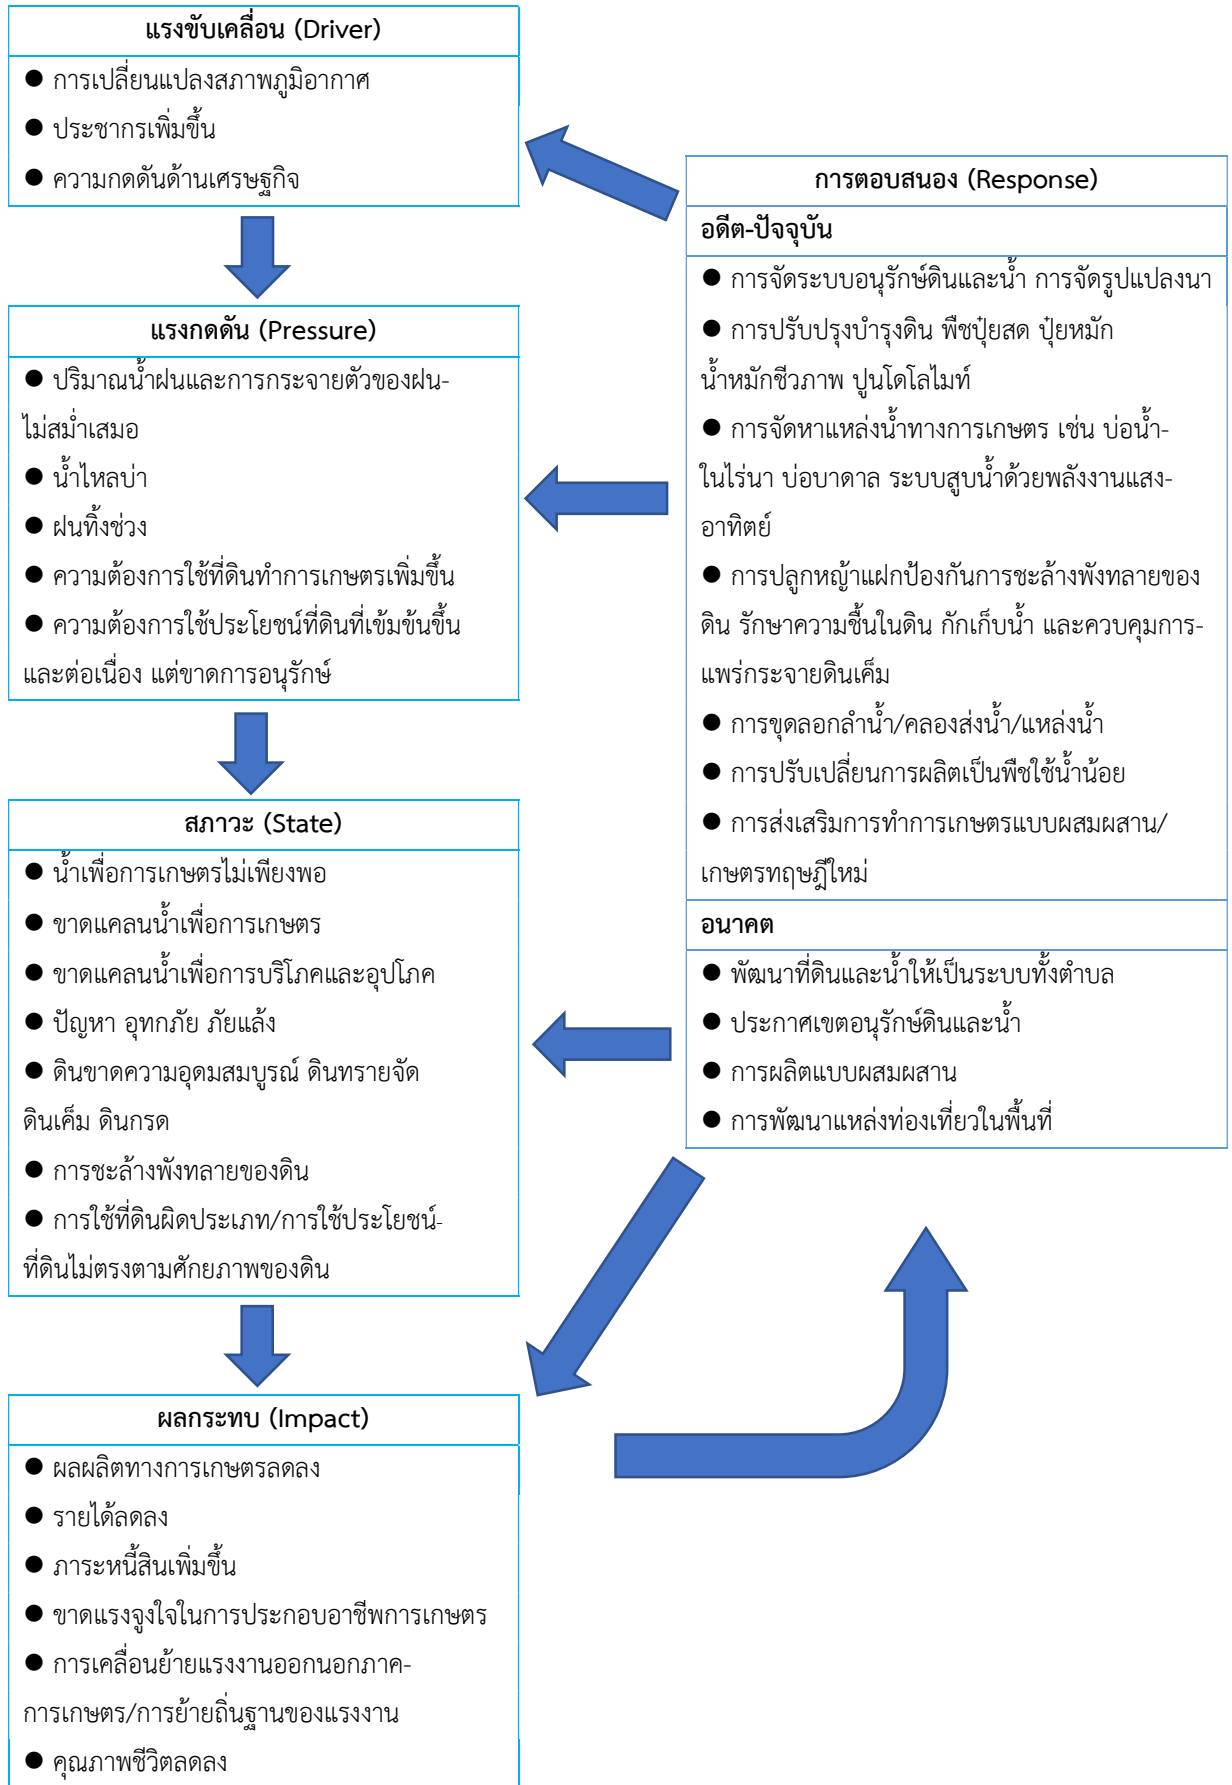 แรงขับเคลื่อน (Driver)
● การเปลี่ยนแปลงสภาพภูมิอากาศ
● ประชากรเพิ่มขึ้น
● ความกดดันด้านเศรษฐกิจ
แรงกดดัน (Pressure)
● ปริมาณน้ำฝนและการกระจายตัวของฝน-
ไม่สม่ำเสมอ
● น้ำไหลบ่า
● ฝนทิ้งช่วง
● ความต้องการใช้ที่ดินทำการเกษตรเพิ่มขึ้น
● ความต้องการใช้ประโยชน์ที่ดินที่เข้มข้นขึ้น
และต่อเนื่อง แต่ขาดการอนุรักษ์
สภาวะ (State)
● น้ำเพื่อการเกษตรไม่เพียงพอ
● ขาดแคลนน้ำเพื่อการเกษตร
● ขาดแคลนน้ำเพื่อการบริโภคและอุปโภค
● ปัญหา อุทกภัย ภัยแล้ง
● ดินขาดความอุดมสมบูรณ์ ดินทรายจัด
ดินเค็ม ดินกรด
● การชะล้างพังทลายของดิน
● การใช้ที่ดินผิดประเภท/การใช้ประโยชน์-
ที่ดินไม่ตรงตามศักยภาพของดิน
ผลกระทบ (Impact)
● ผลผลิตทางการเกษตรลดลง
● รายได้ลดลง
● ภาระหนี้สินเพิ่มขึ้น
● ขาดแรงจูงใจในการประกอบอาชีพการเกษตร
● การเคลื่อนย้ายแรงงานออกนอกภาค-
การเกษตร/การย้ายถิ่นฐานของแรงงาน
● คุณภาพชีวิตลดลง
การตอบสนอง (Response)
อดีต-ปัจจุบัน
● การจัดระบบอนุรักษ์ดินและน้ำ การจัดรูปแปลงนา
● การปรับปรุงบำรุงดิน พืชปุ๋ยสด ปุ๋ยหมัก
น้ำหมักชีวภาพ ปูนโดโลไมท์
● การจัดหาแหล่งน้ำทางการเกษตร เช่น บ่อน้ำ-
ในไร่นา บ่อบาดาล ระบบสูบน้ำด้วยพลังงานแสง-
อาทิตย์
● การปลูกหญ้าแฝกป้องกันการชะล้างพังทลายของ
ดิน รักษาความชื้นในดิน กักเก็บน้ำ และควบคุมการ-
แพร่กระจายดินเค็ม
● การขุดลอกลำน้ำ/คลองส่งน้ำ/แหล่งน้ำ
● การปรับเปลี่ยนการผลิตเป็นพืชใช้น้ำน้อย
● การส่งเสริมการทำการเกษตรแบบผสมผสาน/
เกษตรทฤษฎีใหม่
อนาคต
● พัฒนาที่ดินและน้ำให้เป็นระบบทั้งตำบล
● ประกาศเขตอนุรักษ์ดินและน้ำ
● การผลิตแบบผสมผสาน
● การพัฒนาแหล่งท่องเที่ยวในพื้นที่